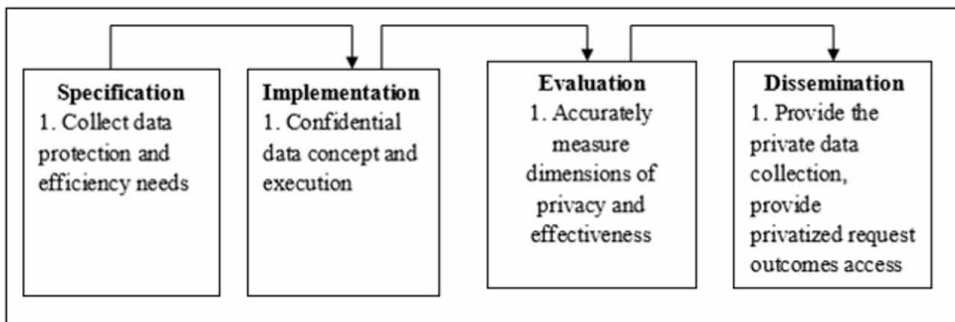 Specification
1. Collect data
protection and
efficiency needs
Implementation
1. Confidential
data concept and
execution
Evaluation
1. Accurately
measure
dimensions of
privacy and
effectiveness
Dissemination
1. Provide the
private data
collection,
provide
privatized request
outcomes access